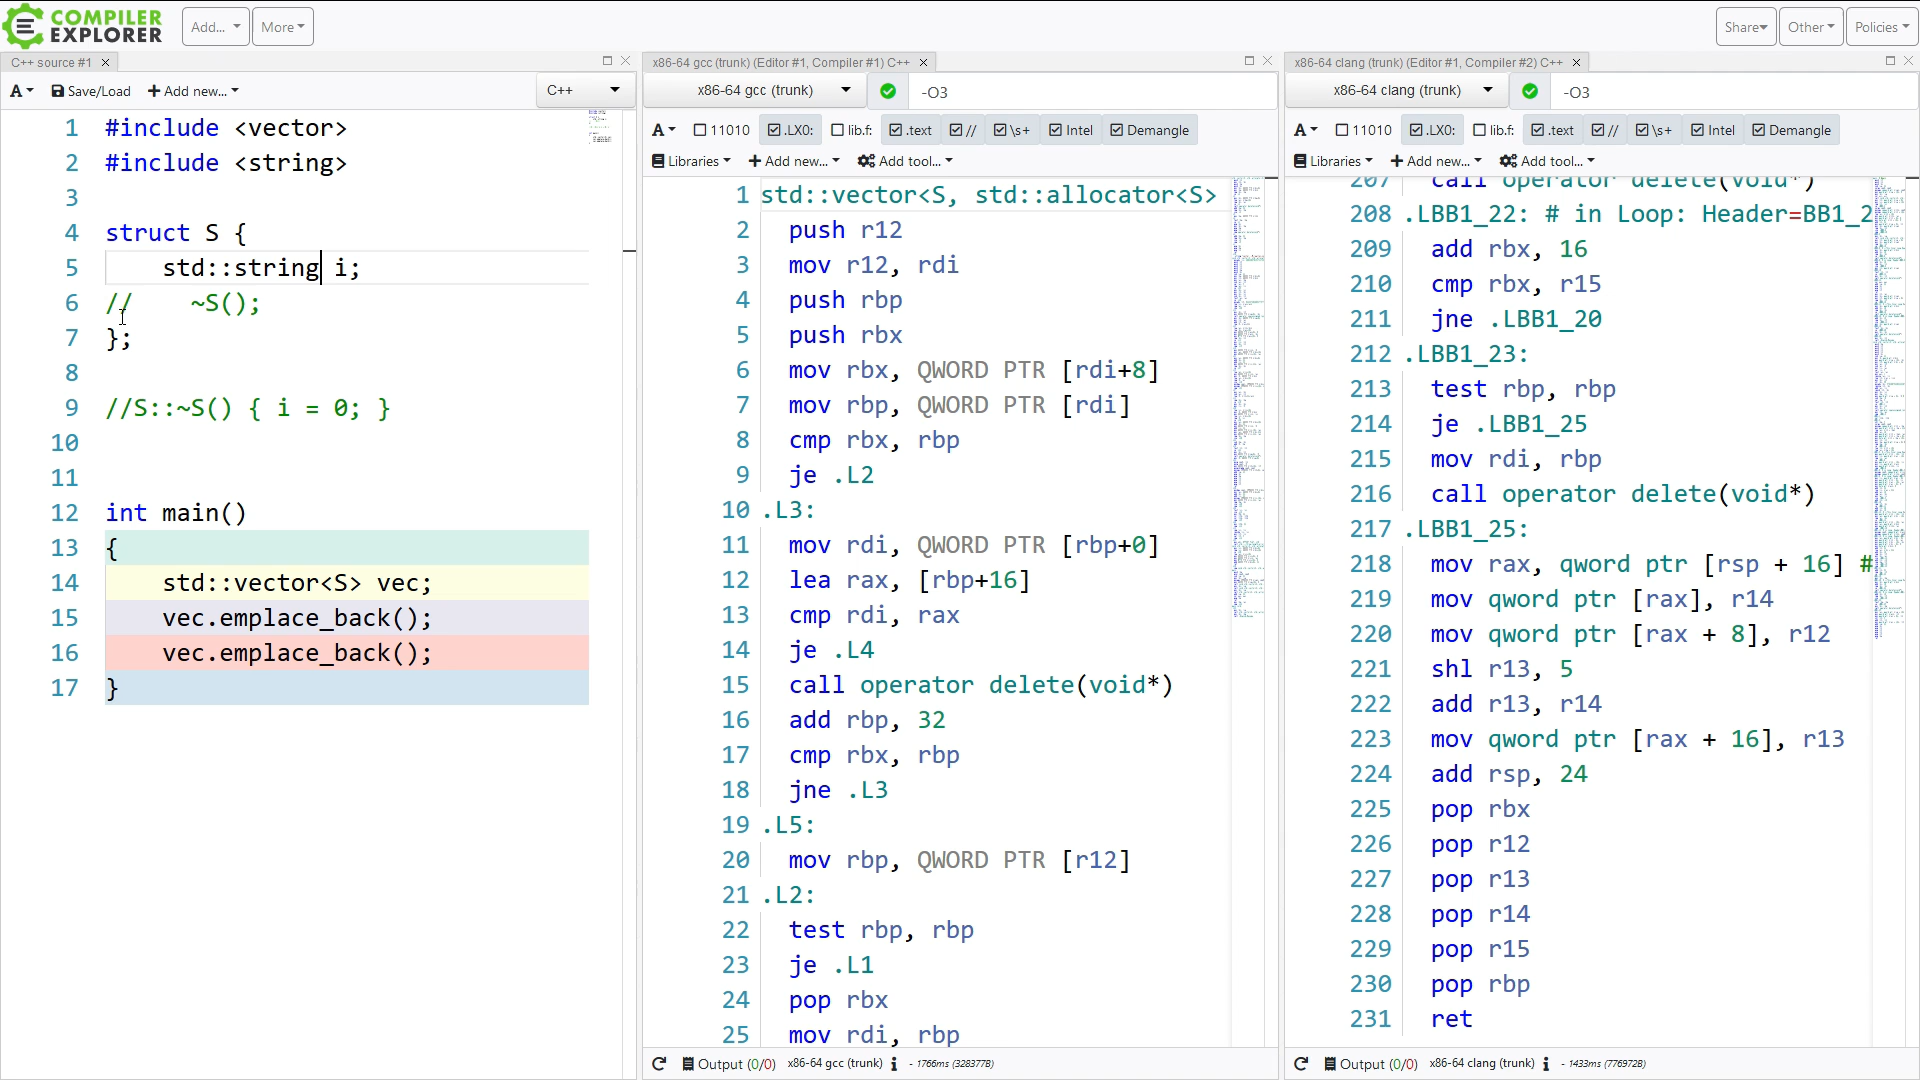 COMPILER
EXPLORER
Add...
More
Share
Other
Policies
C++ source #1
A
Save/Load
Add new...
C++
1 #include <vector>
2 #include <string>
3
4 struct S {
5 std::string i;
6 // ~S();
7 };
8
9 //S::~S() { i = 0; }
10
11
12 int main()
13 {
14 std::vector<S> vec;
15 vec.emplace_back();
16 vec.emplace_back();
17 }
x86-64 gcc (trunk) (Editor #1, Compiler #1) C++
x86-64 gcc (trunk)
-O3
A
11010
.LX0:
lib.f:
.text
//
\s+
Intel
Demangle
Libraries
Add new...
Add tool...
1 std::vector<S, std::allocator<S>
2 push r12
3 mov r12, rdi
4 push rbp
5 push rbx
6 mov rbx, QWORD PTR [rdi+8]
7 mov rbp, QWORD PTR [rdi]
8 cmp rbx, rbp
9 je .L2
10 .L3:
11 mov rdi, QWORD PTR [rbp+0]
12 lea rax, [rbp+16]
13 cmp rdi, rax
14 je .L4
15 call operator delete(void*)
16 add rbp, 32
17 cmp rbx, rbp
18 jne .L3
19 .L5:
20 mov rbp, QWORD PTR [r12]
21 .L2:
22 test rbp, rbp
23 je .L1
24 pop rbx
25 mov rdi, rbp
Output (0/0) x86-64 gcc (trunk) i - 1766ms (328377B)
x86-64 clang (trunk) (Editor #1, Compiler #2) C++
x86-64 clang (trunk)
-O3
A
11010
.LX0:
lib.f:
.text
//
\s+
Intel
Demangle
Libraries
Add new...
Add tool...
207 call operator delete(void*)
208 .LBB1_22: # in Loop: Header=BB1_2
209 add rbx, 16
210 cmp rbx, r15
211 jne .LBB1_20
212 .LBB1_23:
213 test rbp, rbp
214 je .LBB1_25
215 mov rdi, rbp
216 call operator delete(void*)
217 .LBB1_25:
218 mov rax, qword ptr [rsp + 16] #
219 mov qword ptr [rax], r14
220 mov qword ptr [rax + 8], r12
221 shl r13, 5
222 add r13, r14
223 mov qword ptr [rax + 16], r13
224 add rsp, 24
225 pop rbx
226 pop r12
227 pop r13
228 pop r14
229 pop r15
230 pop rbp
231 ret
Output (0/0) x86-64 clang (trunk) i - 1433ms (776972B)